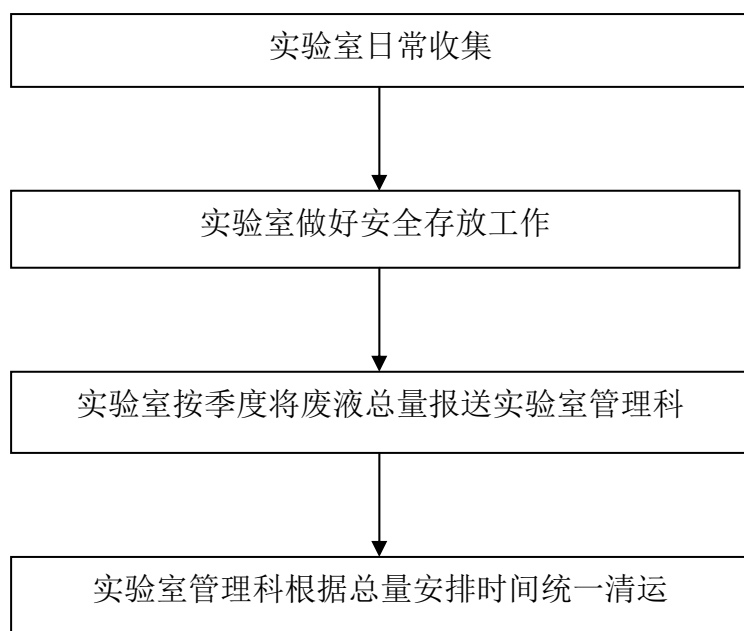 实验室日常收集
实验室做好安全存放工作
实验室按季度将废液总量报送实验室管理科
实验室管理科根据总量安排时间统一清运